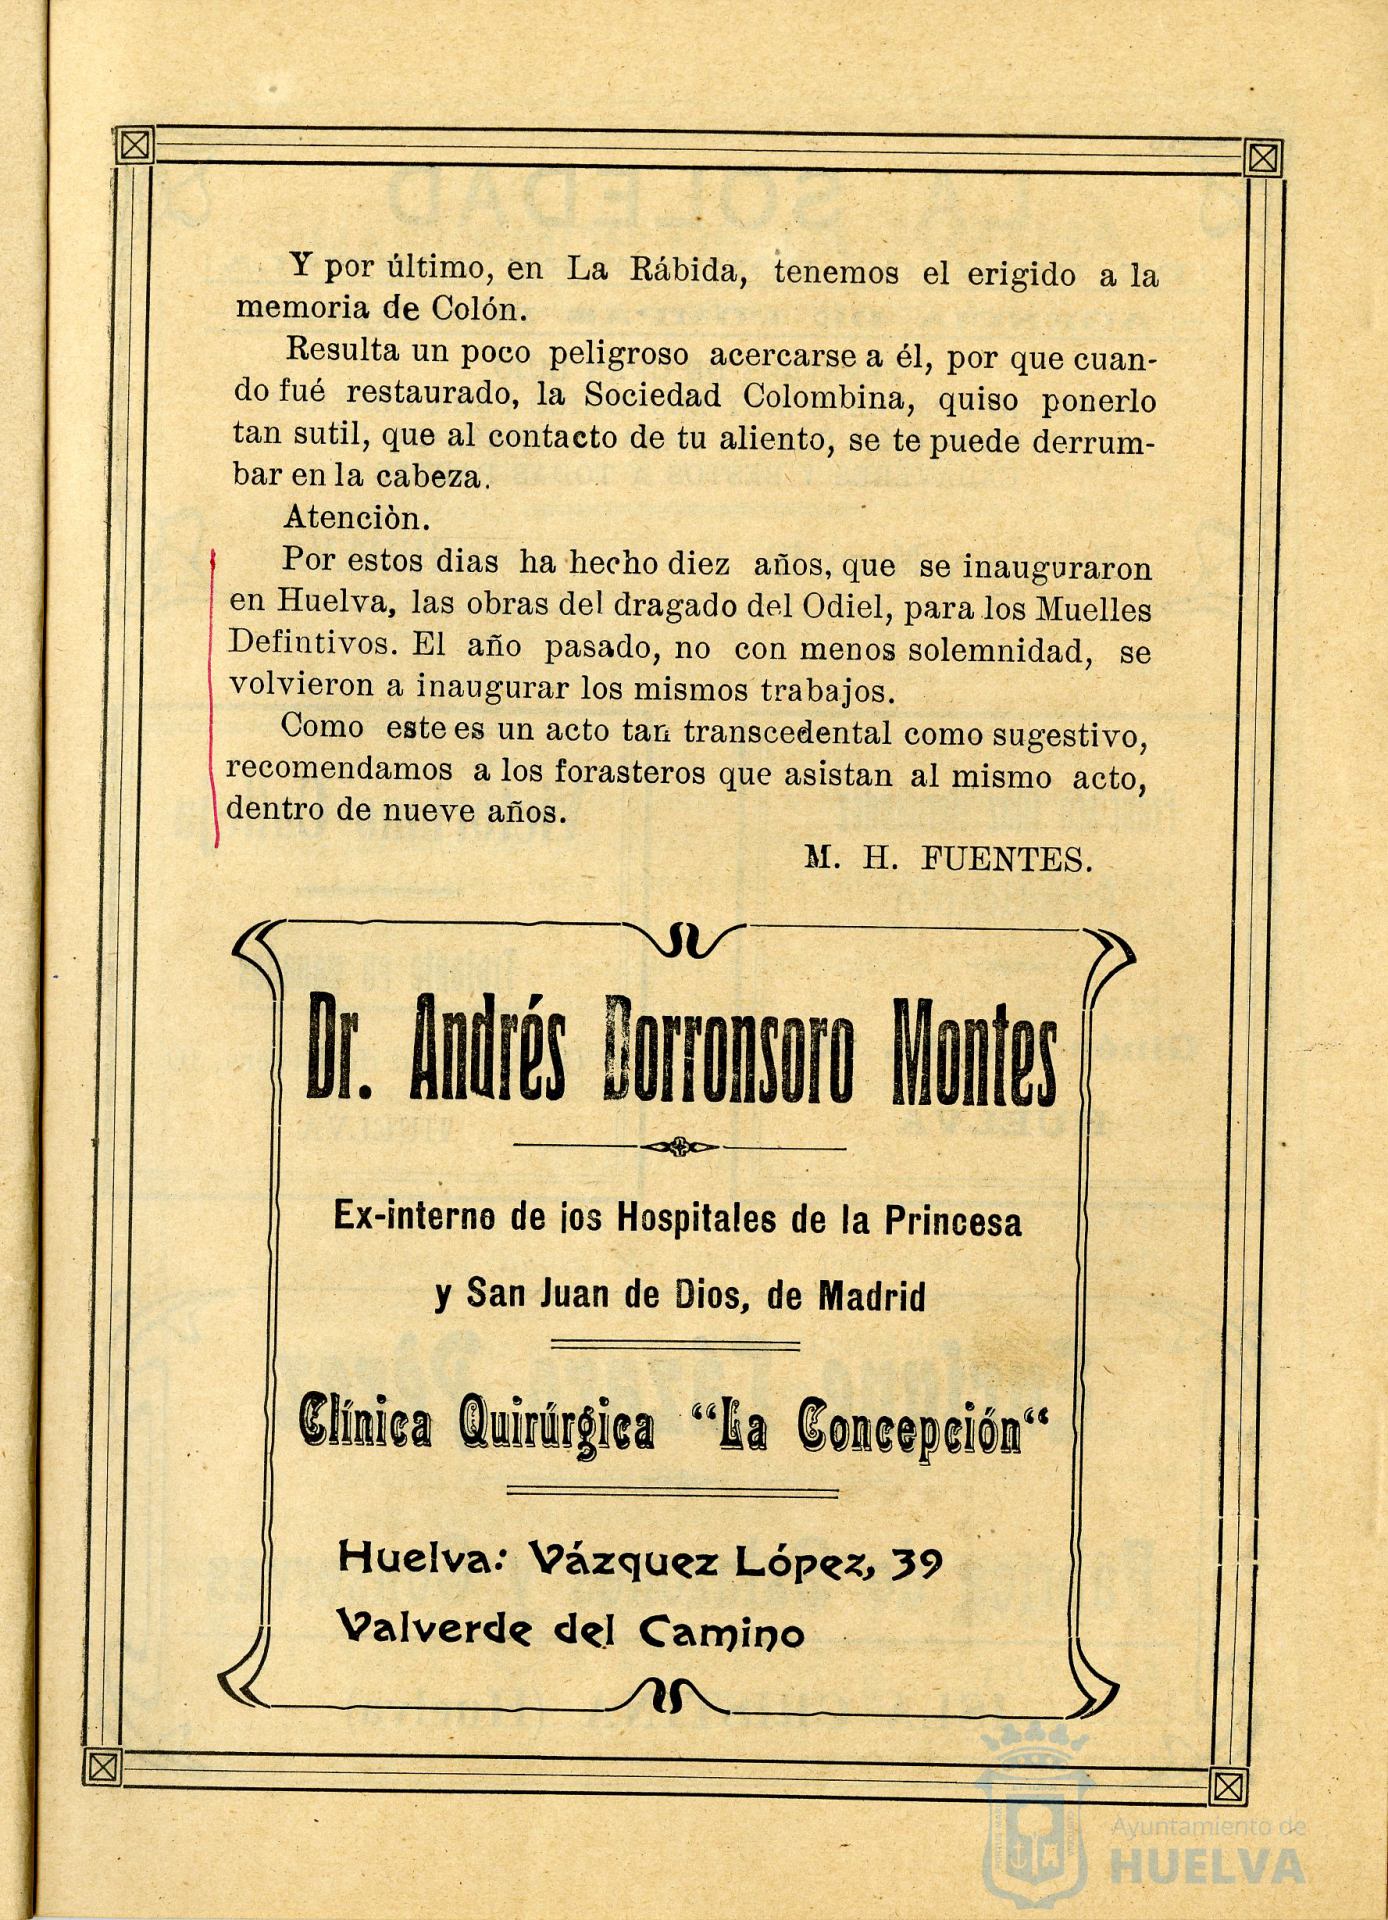 Y por último, en La Rábida, tenemos el erigido a la
memoria de Colón.
Resulta un poco peligroso acercarse a él, por que cuan-
do fué restaurado, la Sociedad Colombina, quiso ponerlo
tan sutil, que al contacto de tu aliento, se te puede derrum-
bar en la cabeza.
Atenciòn.
Por estos dias ha hecho diez años, que se inauguraron
en Huelva, las obras del dragado del Odiel, para los Muelles
Defintivos. El año pasado, no con menos solemnidad, se
volvieron a inaugurar los mismos trabajos.
Como este es un acto tan transcedental como sugestivo,
recomendamos a los forasteros que asistan al mismo acto,
dentro de nueve años.
M. H. FUENTES.
Dr. Andrés Dorronsoro Montes
Ex-interno de ios Hospitales de la Princesa
y San Juan de Dios, de Madrid
Clínica Quirúrgica “La Concepción“
Huelva: Vázquez López, 39
Valverde del Camino
Ayuntamiento de
HUELVA